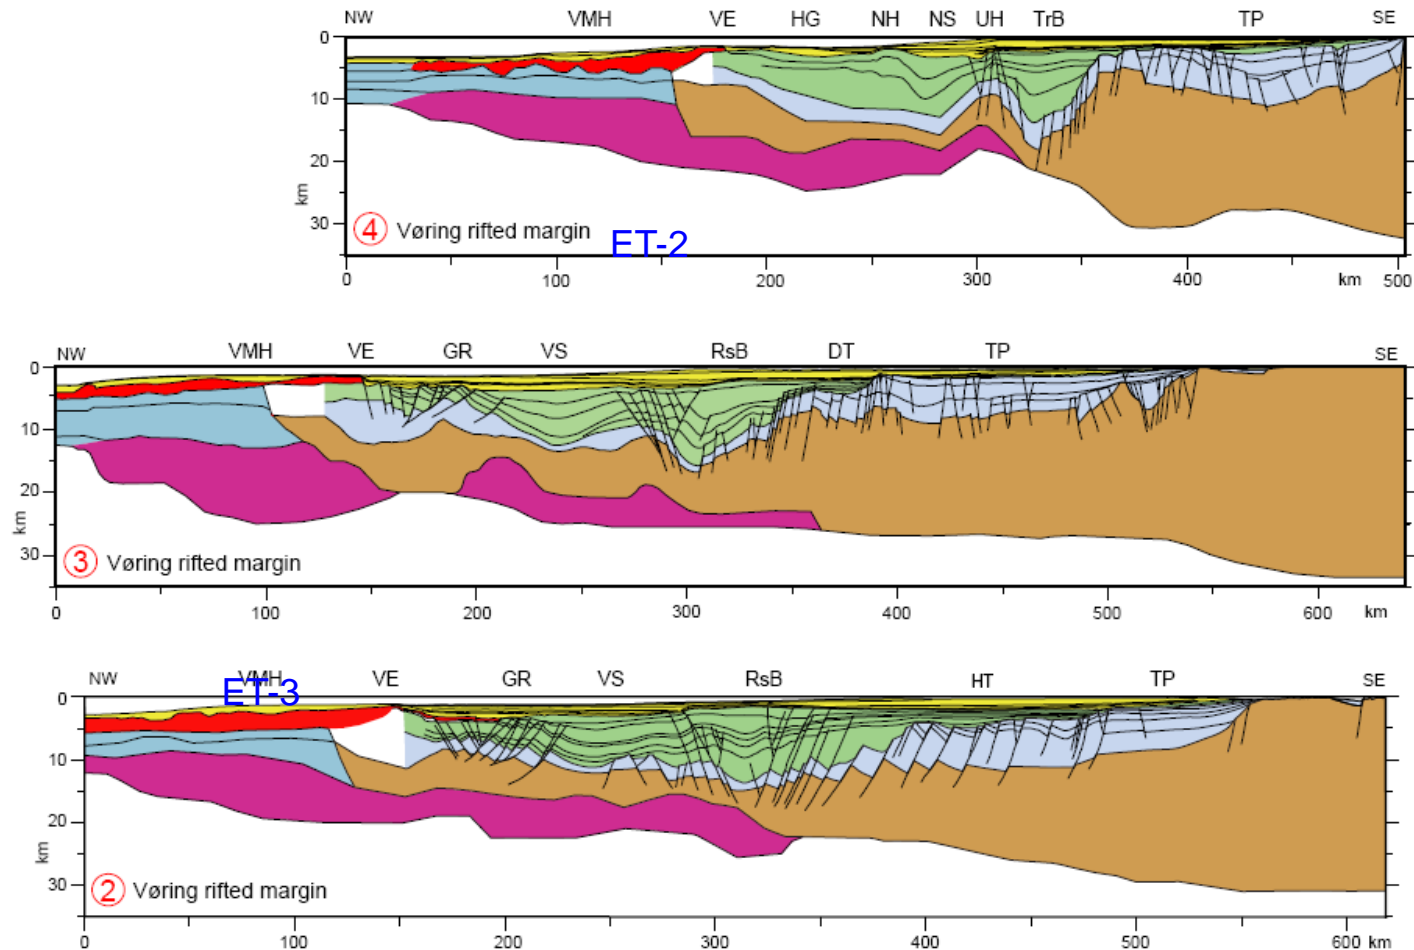 NW VMH VE HG NH NS UH TrB TP SE
0
10
20
30
km
4 Vøring rifted margin
ET-2
0 100 200 300 400 km 500
NW VMH VE GR VS RsB DT TP SE
0
10
20
30
km
3 Vøring rifted margin
0 100 200 300 400 500 600 km
NW VMH VE GR VS RsB HT TP SE
ET-3
0
10
20
30
km
2 Vøring rifted margin
0 100 200 300 400 500 600 km